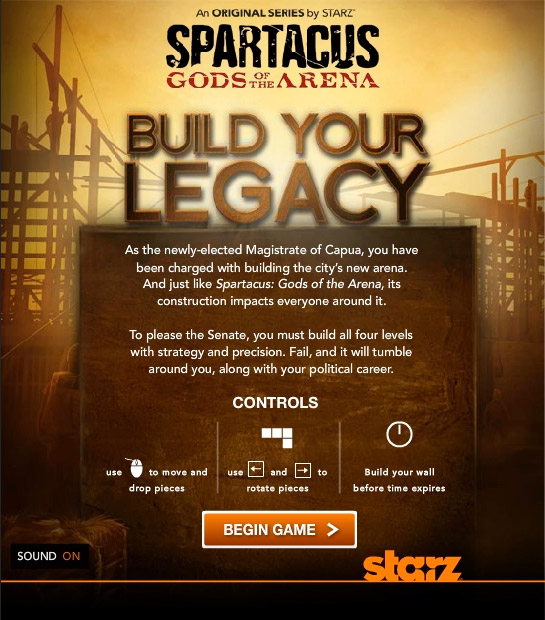 An ORIGINAL SERIES by STARZ
SPARTACUS
GODS OF THE ARENA
BUILD YOUR
LEGACY
As the newly-elected Magistrate of Capua, you have
been charged with building the city's new arena.
And just like Spartacus: Gods of the Arena, its
construction impacts everyone around it.
To please the Senate, you must build all four levels
with strategy and precision. Fail, and it will tumble
around you, along with your political career.
CONTROLS
use to move and
drop pieces
use and to
rotate pieces
Build your wall
before time expires
BEGIN GAME >
SOUND ON
starz